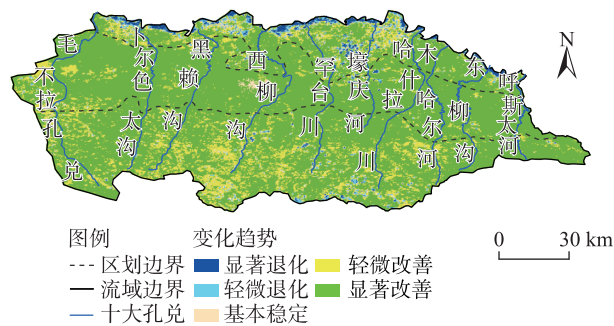 毛不拉孔兑
卜尔色太沟
黑赖沟
西柳沟
罕台川
壕庆河
哈什拉川
木哈尔河
东柳沟
呼斯太河
N
图例
变化趋势
区划边界
显著退化
轻微改善
流域边界
轻微退化
显著改善
十大孔兑
基本稳定
0 30 km